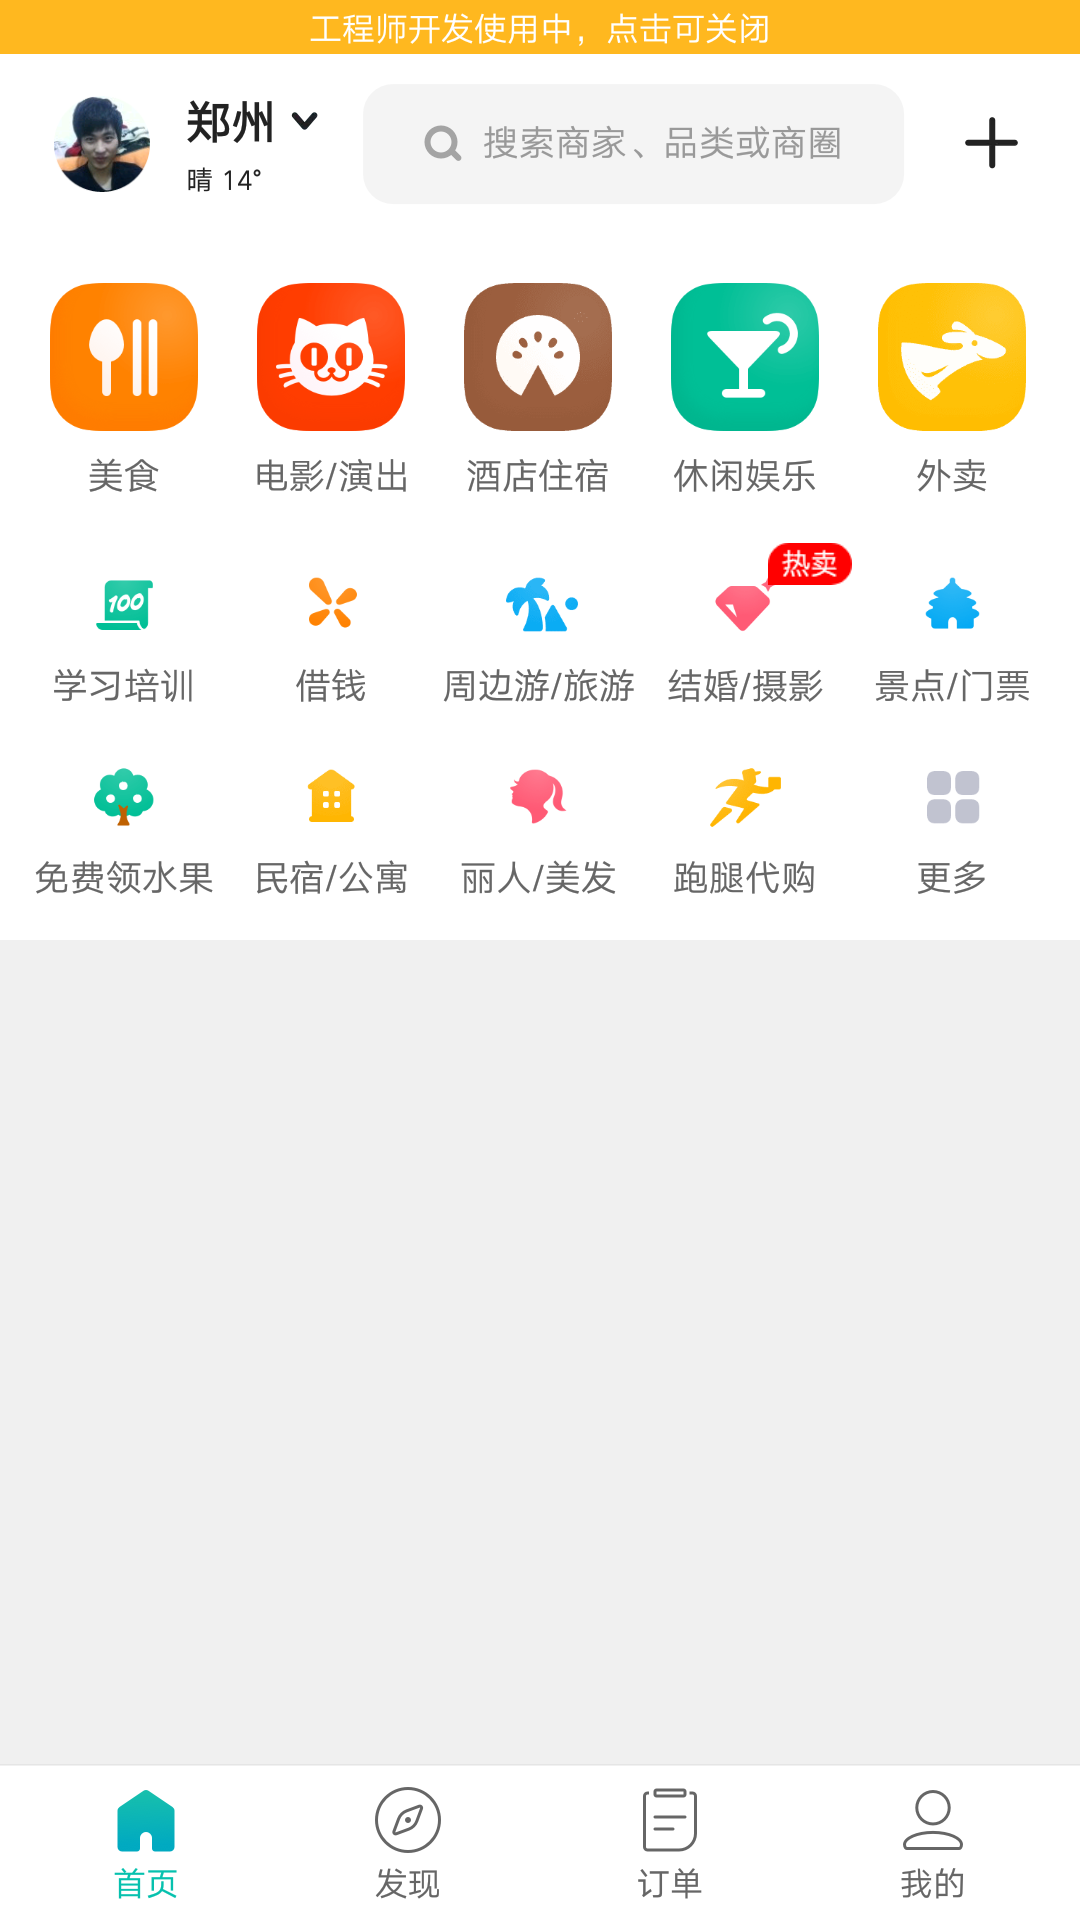 工程师开发使用中，点击可关闭
郑州
晴 14°
搜索商家、品类或商圈
美食
电影/演出
酒店住宿
休闲娱乐
外卖
热卖
100
学习培训
借钱
周边游/旅游
结婚/摄影
景点/门票
免费领水果
民宿/公寓
丽人/美发
跑腿代购
更多
首页
发现
订单
我的